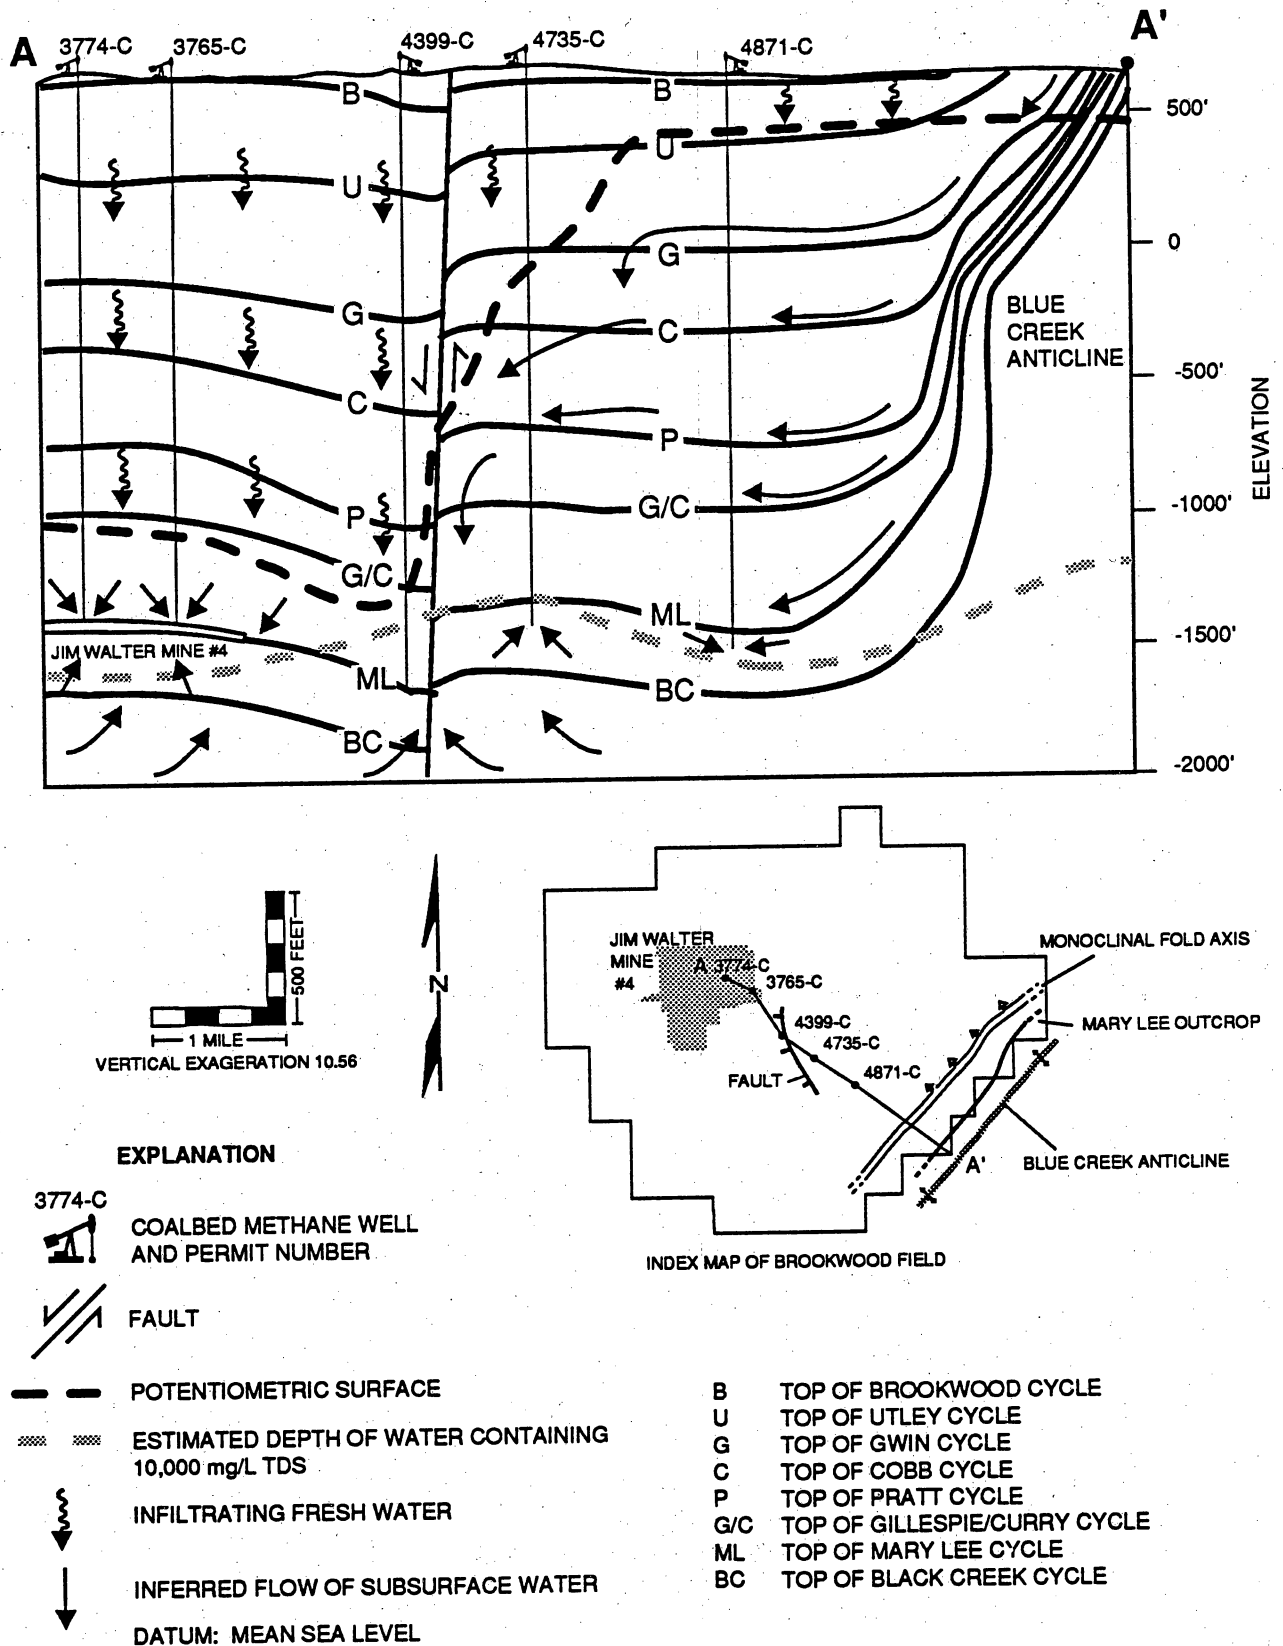 A
A'
3774-C
3765-C
4399-C
4735-C
4871-C
B
B
500'
U
U
0
G
G
C
BLUE
CREEK
ANTICLINE
-500'
C
ELEVATION
P
G/C
-1000'
P
G/C
ML
-1500'
JIM WALTER MINE #4
ML
BC
BC
-2000'
500 FEET
1 MILE
VERTICAL EXAGERATION 10.56
N
JIM WALTER
MINE
#4
A
3774-C
3765-C
4399-C
4735-C
4871-C
FAULT
A'
MONOCLINAL FOLD AXIS
MARY LEE OUTCROP
BLUE CREEK ANTICLINE
INDEX MAP OF BROOKWOOD FIELD
EXPLANATION
3774-C
COALBED METHANE WELL
AND PERMIT NUMBER
FAULT
POTENTIOMETRIC SURFACE
ESTIMATED DEPTH OF WATER CONTAINING
10,000 mg/L TDS
INFILTRATING FRESH WATER
INFERRED FLOW OF SUBSURFACE WATER
DATUM: MEAN SEA LEVEL
B TOP OF BROOKWOOD CYCLE
U TOP OF UTLEY CYCLE
G TOP OF GWIN CYCLE
C TOP OF COBB CYCLE
P TOP OF PRATT CYCLE
G/C TOP OF GILLESPIE/CURRY CYCLE
ML TOP OF MARY LEE CYCLE
BC TOP OF BLACK CREEK CYCLE